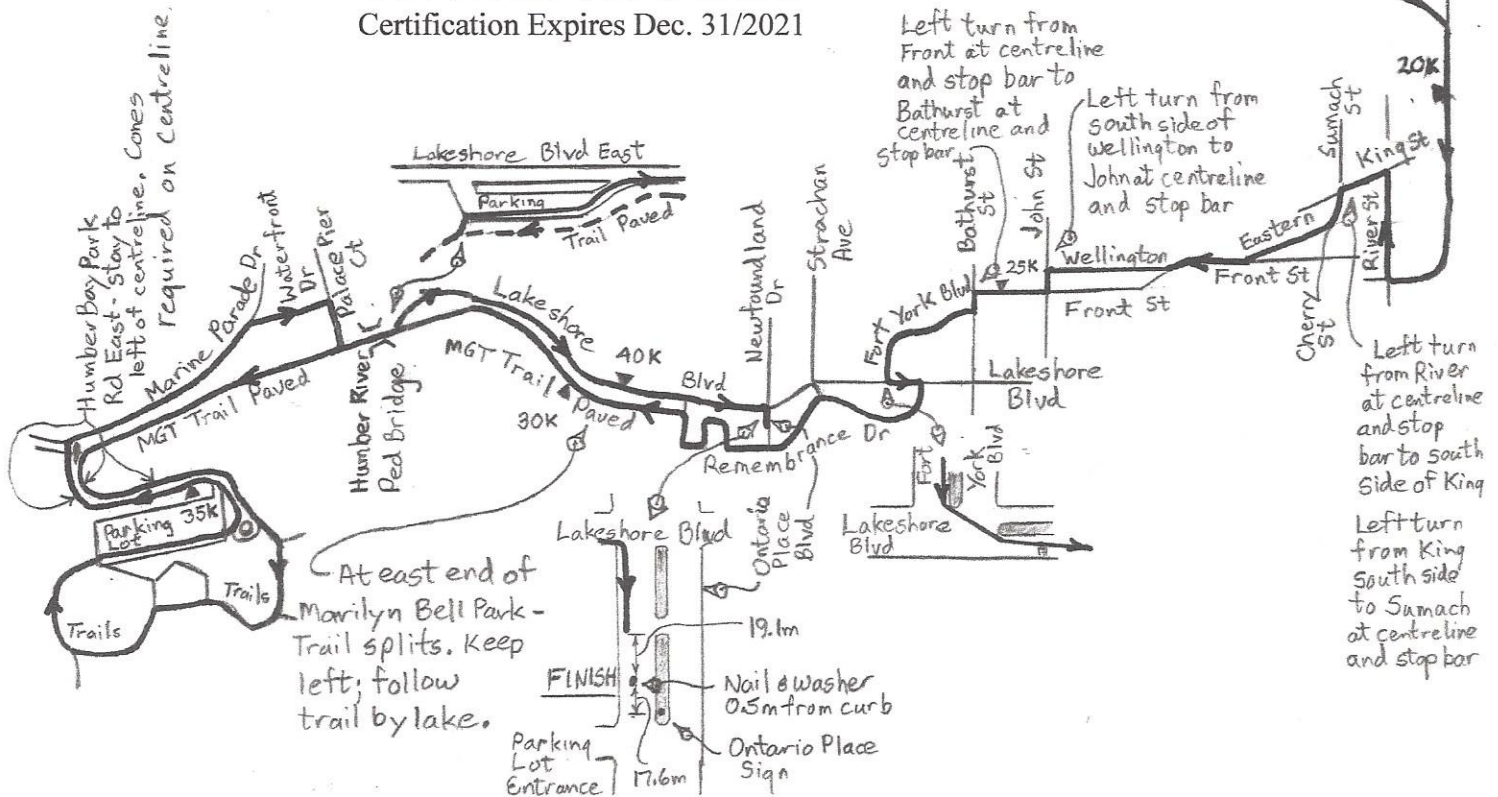 Certification Expires Dec. 31/2021
Humber Bay Park
Rd East - Stay to
left of centreline. Cones
required on centreline.
Lakeshore Blvd East
Parking
Trail Paved
Left turn from
Front at centreline
and stop bar to
Bathurst at
centreline and
stop bar
Left turn from
south side of
Wellington to
John at centreline
and stop bar
20K
Sumach
St
King St
Bathurst
St
John St
Eastern
River St
Wellington
25K
Front St
Front St
Cherry
St
Fort York Blvd
Strachan
Ave
Newfoundland
Dr
Marine Parade Dr
Waterfront
Dr
Palace Pier
Ct
Lakeshore
Blvd
MGT Trail
Paved
40K
30K
MGT Trail Paved
Humber River
Ped Bridge
Lakeshore
Blvd
Remembrance Dr
Left turn
from River
at centreline
and stop
bar to south
side of King
Left turn
from King
South side
to Sumach
at centreline
and stop bar
Parking
Lot
35K
Trails
Trails
At east end of
Marilyn Bell Park -
Trail splits. Keep
left; follow
trail by lake.
Lakeshore Blvd
Ontario
Place
Blvd
19.1m
FINISH
Nail & washer
0.5m from curb
Ontario Place
Sign
17.6m
Parking
Lot
Entrance
Fort
York
Blvd
Lakeshore
Blvd